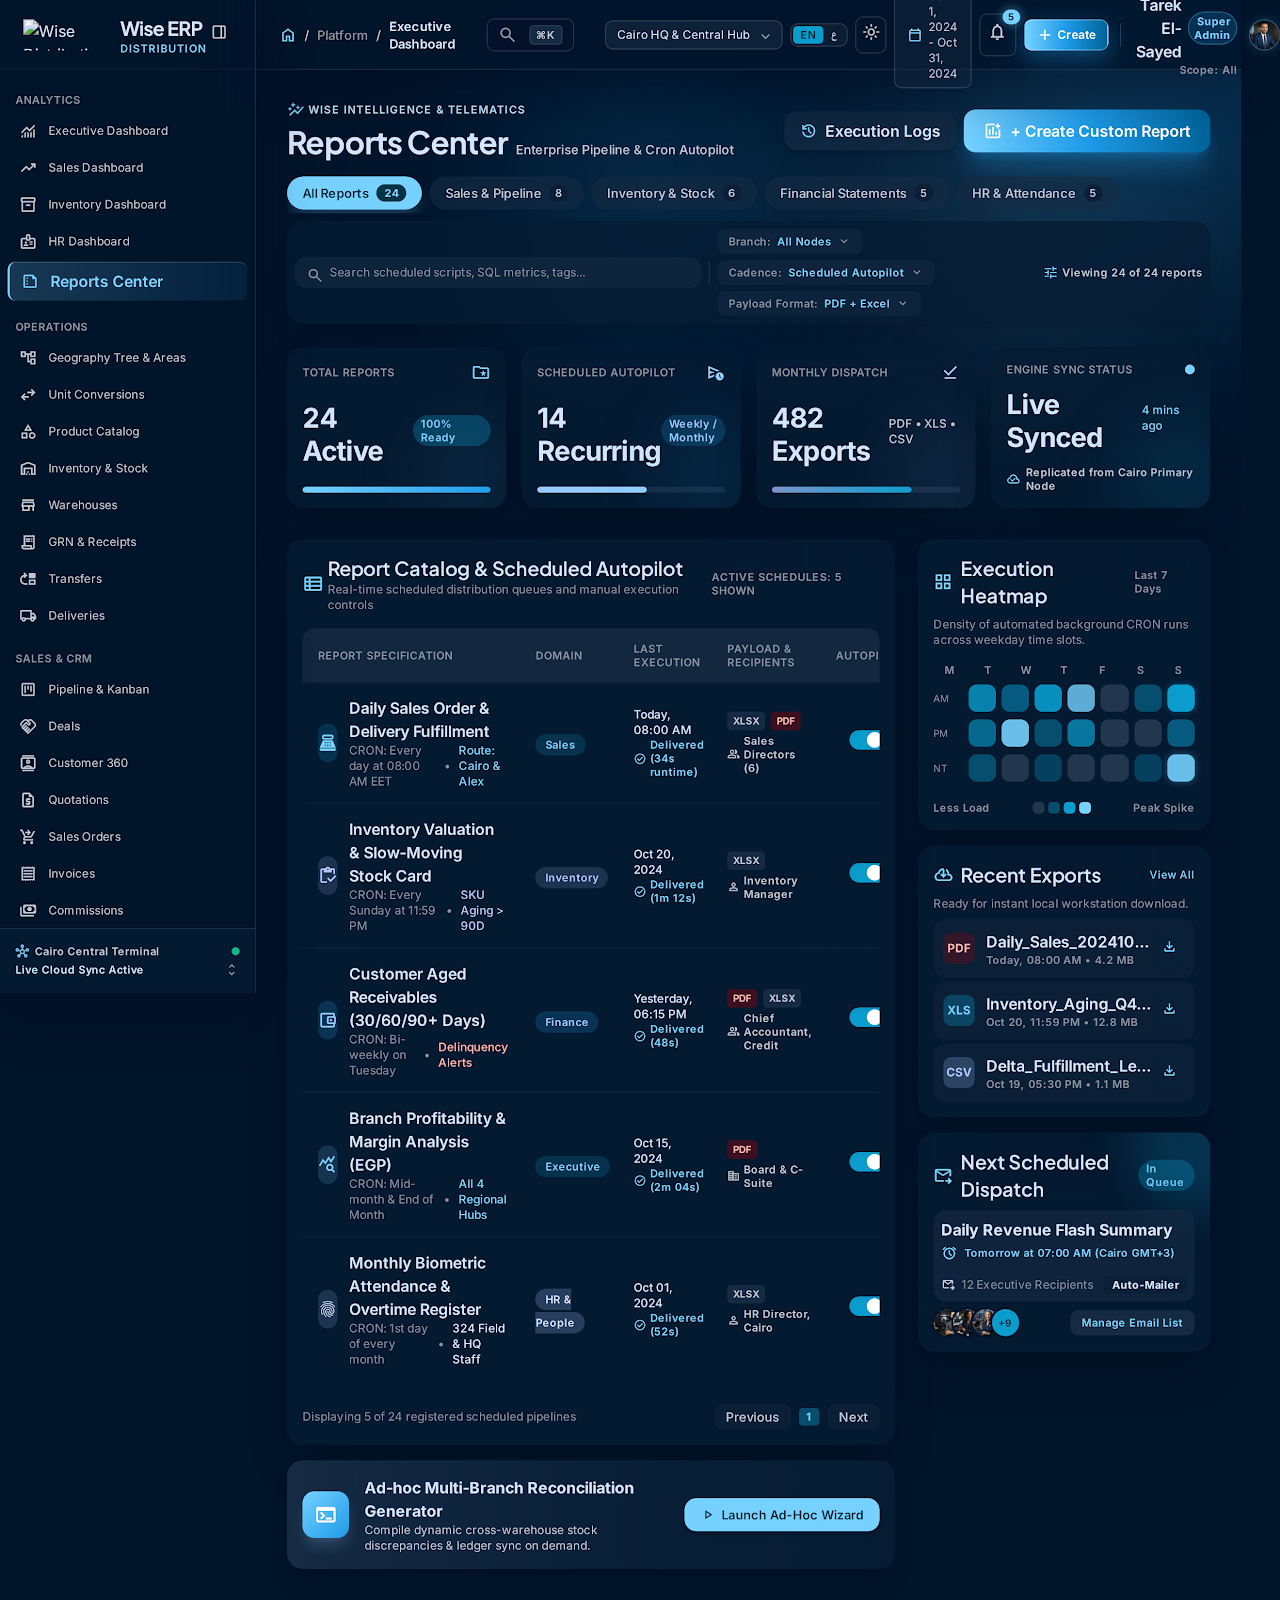 Wise
Distributi
Wise ERP
DISTRIBUTION
ANALYTICS
Executive Dashboard
Sales Dashboard
Inventory Dashboard
HR Dashboard
Reports Center
OPERATIONS
Geography Tree & Areas
Unit Conversions
Product Catalog
Inventory & Stock
Warehouses
GRN & Receipts
Transfers
Deliveries
SALES & CRM
Pipeline & Kanban
Deals
Customer 360
Quotations
Sales Orders
Invoices
Commissions
Cairo Central Terminal
Live Cloud Sync Active
/ Platform / Executive
Dashboard
⌘K
Cairo HQ & Central Hub
EN ع
1,
2024
- Oct
31,
2024
5
+ Create
Tarek
El-
Sayed
Super
Admin
Scope: All
WISE INTELLIGENCE & TELEMATICS
Reports Center Enterprise Pipeline & Cron Autopilot
Execution Logs
+ Create Custom Report
All Reports 24
Sales & Pipeline 8
Inventory & Stock 6
Financial Statements 5
HR & Attendance 5
Search scheduled scripts, SQL metrics, tags...
Branch: All Nodes
Cadence: Scheduled Autopilot
Payload Format: PDF + Excel
Viewing 24 of 24 reports
TOTAL REPORTS
24
Active
100%
Ready
SCHEDULED AUTOPILOT
14
Recurring
Weekly /
Monthly
MONTHLY DISPATCH
482
Exports
PDF • XLS •
CSV
ENGINE SYNC STATUS
Live
Synced
4 mins
ago
Replicated from Cairo Primary
Node
Report Catalog & Scheduled Autopilot
Real-time scheduled distribution queues and manual execution
controls
ACTIVE SCHEDULES: 5
SHOWN
REPORT SPECIFICATION
DOMAIN
LAST
EXECUTION
PAYLOAD &
RECIPIENTS
AUTOPI
Daily Sales Order &
Delivery Fulfillment
CRON: Every
day at 08:00
AM EET
•
Route:
Cairo &
Alex
Sales
Today,
08:00 AM
Delivered
(34s
runtime)
XLSX PDF
Sales
Directors
(6)
Inventory Valuation
& Slow-Moving
Stock Card
CRON: Every
Sunday at 11:59
PM
•
SKU
Aging >
90D
Inventory
Oct 20,
2024
Delivered
(1m 12s)
XLSX
Inventory
Manager
Customer Aged
Receivables
(30/60/90+ Days)
CRON: Bi-
weekly on
Tuesday
•
Delinquency
Alerts
Finance
Yesterday,
06:15 PM
Delivered
(48s)
PDF XLSX
Chief
Accountant,
Credit
Branch Profitability &
Margin Analysis
(EGP)
CRON: Mid-
month & End of
Month
•
All 4
Regional
Hubs
Executive
Oct 15,
2024
Delivered
(2m 04s)
PDF
Board & C-
Suite
Monthly Biometric
Attendance &
Overtime Register
CRON: 1st day
of every
month
•
324 Field
& HQ
Staff
HR &
People
Oct 01,
2024
Delivered
(52s)
XLSX
HR Director,
Cairo
Displaying 5 of 24 registered scheduled pipelines
Previous 1 Next
Ad-hoc Multi-Branch Reconciliation
Generator
Compile dynamic cross-warehouse stock
discrepancies & ledger sync on demand.
Launch Ad-Hoc Wizard
Execution
Heatmap
Last 7
Days
Density of automated background CRON runs
across weekday time slots.
M T W T F S S
AM
PM
NT
Less Load
Peak Spike
Recent Exports
View All
Ready for instant local workstation download.
PDF
Daily_Sales_202410...
Today, 08:00 AM • 4.2 MB
XLS
Inventory_Aging_Q4...
Oct 20, 11:59 PM • 12.8 MB
CSV
Delta_Fulfillment_Le...
Oct 19, 05:30 PM • 1.1 MB
Next Scheduled
Dispatch
In
Queue
Daily Revenue Flash Summary
Tomorrow at 07:00 AM (Cairo GMT+3)
12 Executive Recipients
Auto-Mailer
+9
Manage Email List